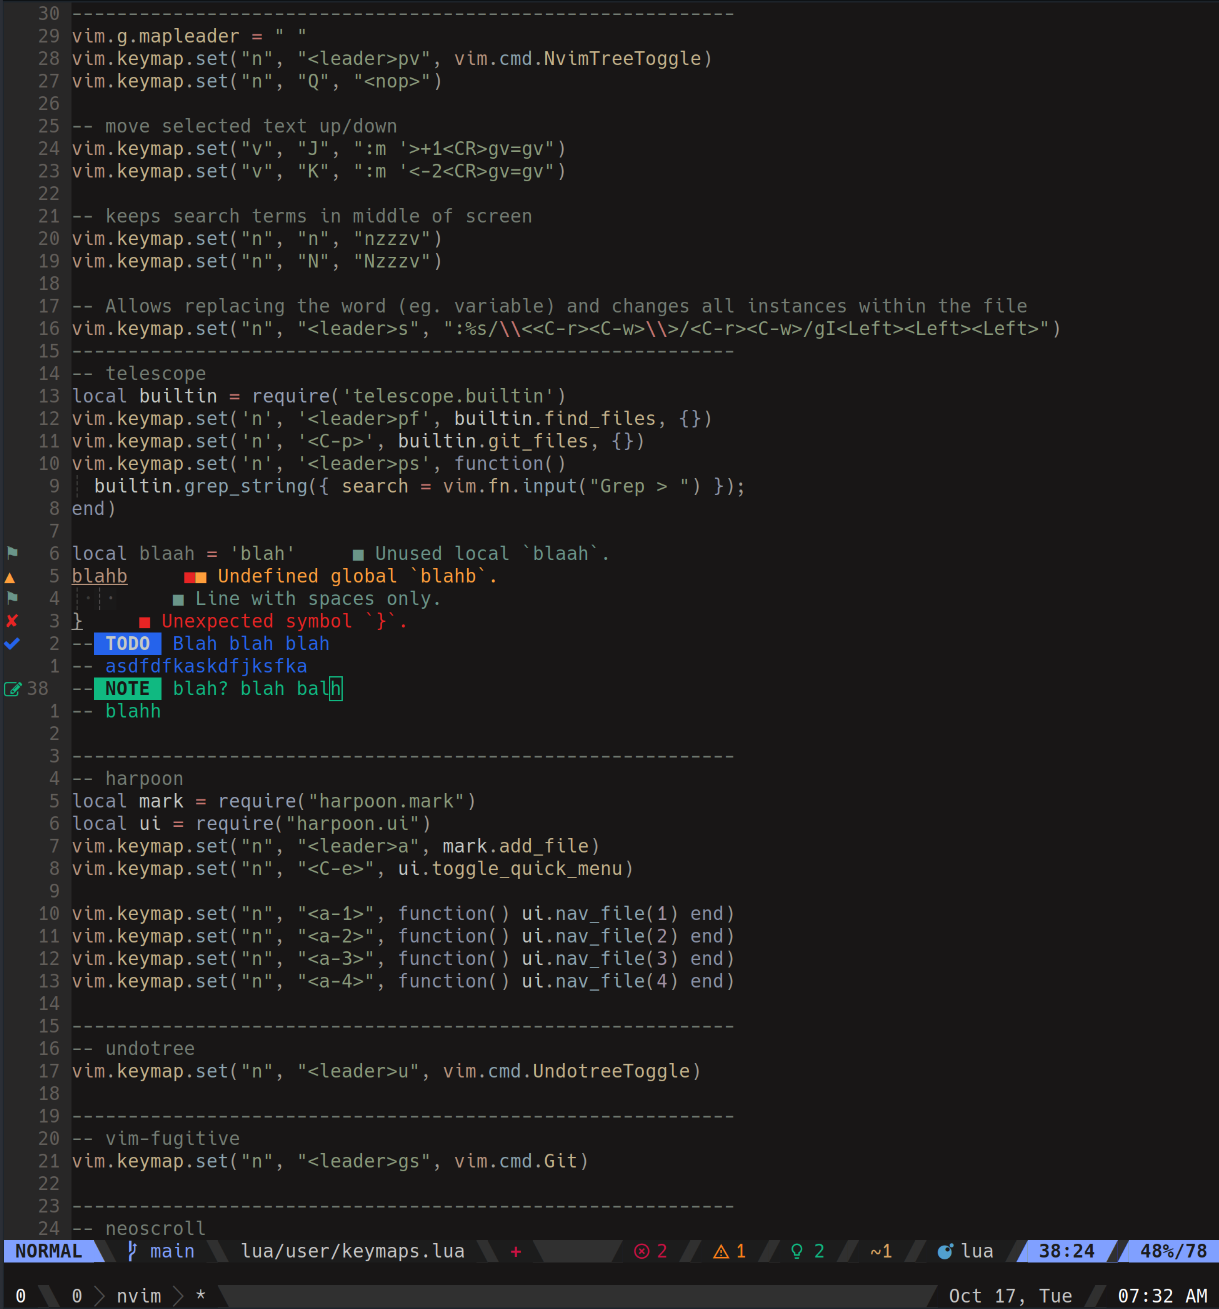 30 -----------------------------------------------------------
29 vim.g.mapleader = " "
28 vim.keymap.set("n", "<leader>pv", vim.cmd.NvimTreeToggle)
27 vim.keymap.set("n", "Q", "<nop>")
26
25 -- move selected text up/down
24 vim.keymap.set("v", "J", ":m '>+1<CR>gv=gv")
23 vim.keymap.set("v", "K", ":m '<-2<CR>gv=gv")
22
21 -- keeps search terms in middle of screen
20 vim.keymap.set("n", "n", "nzzzv")
19 vim.keymap.set("n", "N", "Nzzzv")
18
17 -- Allows replacing the word (eg. variable) and changes all instances within the file
16 vim.keymap.set("n", "<leader>s", ":%s/\\<<C-r><C-w>\\>/<C-r><C-w>/gI<Left><Left><Left>")
15 -----------------------------------------------------------
14 -- telescope
13 local builtin = require('telescope.builtin')
12 vim.keymap.set('n', '<leader>pf', builtin.find_files, {})
11 vim.keymap.set('n', '<C-p>', builtin.git_files, {})
10 vim.keymap.set('n', '<leader>ps', function()
9   builtin.grep_string({ search = vim.fn.input("Grep > ") });
8 end)
7
6 local blaah = 'blah'     ■ Unused local `blaah`.
5 blahb     ■■ Undefined global `blahb`.
4      ■ Line with spaces only.
3 }     ■ Unexpected symbol `}`.
2 -- TODO Blah blah blah
1 -- asdfdfkaskdfjksfka
38 -- NOTE blah? blah balh
1 -- blahh
2
3 -----------------------------------------------------------
4 -- harpoon
5 local mark = require("harpoon.mark")
6 local ui = require("harpoon.ui")
7 vim.keymap.set("n", "<leader>a", mark.add_file)
8 vim.keymap.set("n", "<C-e>", ui.toggle_quick_menu)
9
10 vim.keymap.set("n", "<a-1>", function() ui.nav_file(1) end)
11 vim.keymap.set("n", "<a-2>", function() ui.nav_file(2) end)
12 vim.keymap.set("n", "<a-3>", function() ui.nav_file(3) end)
13 vim.keymap.set("n", "<a-4>", function() ui.nav_file(4) end)
14
15 -----------------------------------------------------------
16 -- undotree
17 vim.keymap.set("n", "<leader>u", vim.cmd.UndotreeToggle)
18
19 -----------------------------------------------------------
20 -- vim-fugitive
21 vim.keymap.set("n", "<leader>gs", vim.cmd.Git)
22
23 -----------------------------------------------------------
24 -- neoscroll
NORMAL main lua/user/keymaps.lua + 2 1 2 ~1 lua 38:24 48%/78
0 0 nvim * Oct 17, Tue 07:32 AM